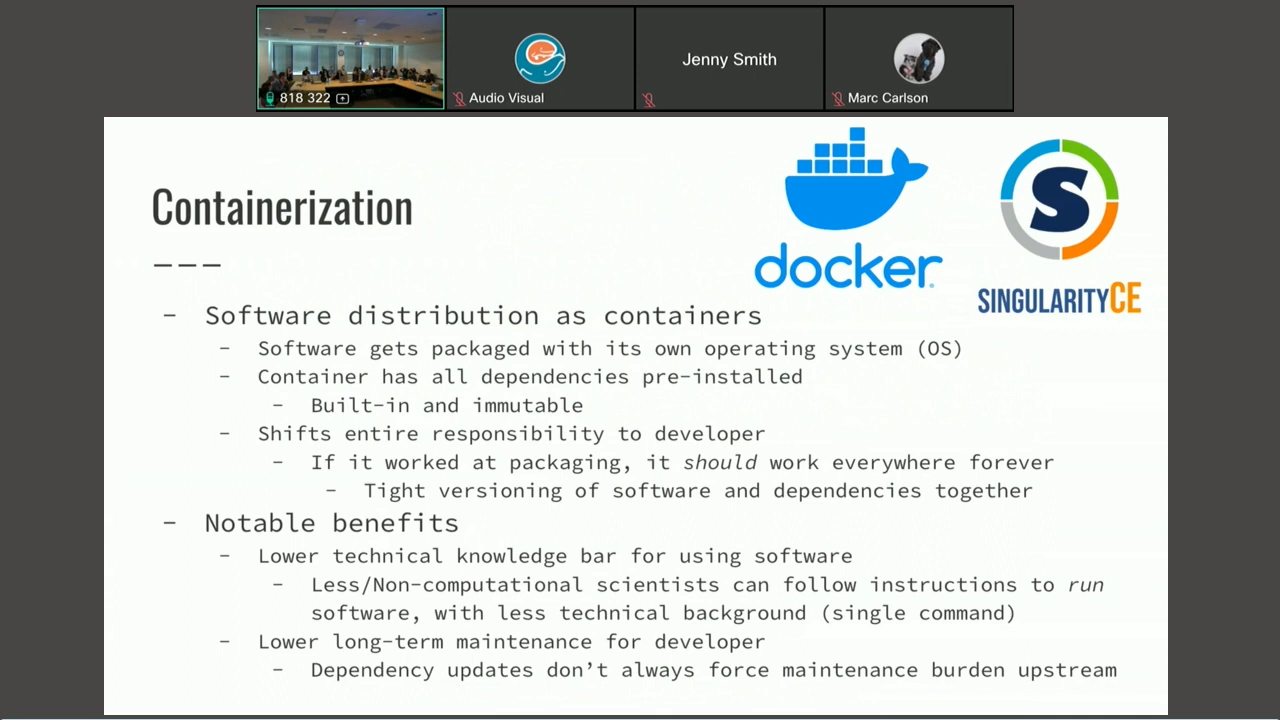 818 322
Audio Visual
Jenny Smith
Marc Carlson
docker
SINGULARITYCE
Containerization
– Software distribution as containers
– Software gets packaged with its own operating system (OS)
– Container has all dependencies pre-installed
– Built-in and immutable
– Shifts entire responsibility to developer
– If it worked at packaging, it should work everywhere forever
– Tight versioning of software and dependencies together
– Notable benefits
– Lower technical knowledge bar for using software
– Less/Non-computational scientists can follow instructions to run
software, with less technical background (single command)
– Lower long-term maintenance for developer
– Dependency updates don’t always force maintenance burden upstream